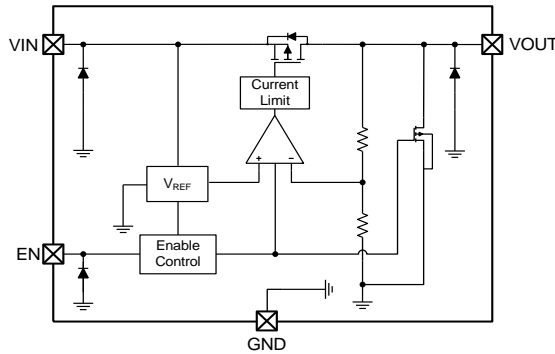 VIN
VOUT
Current
Limit
+ −
VREF
EN
Enable
Control
GND